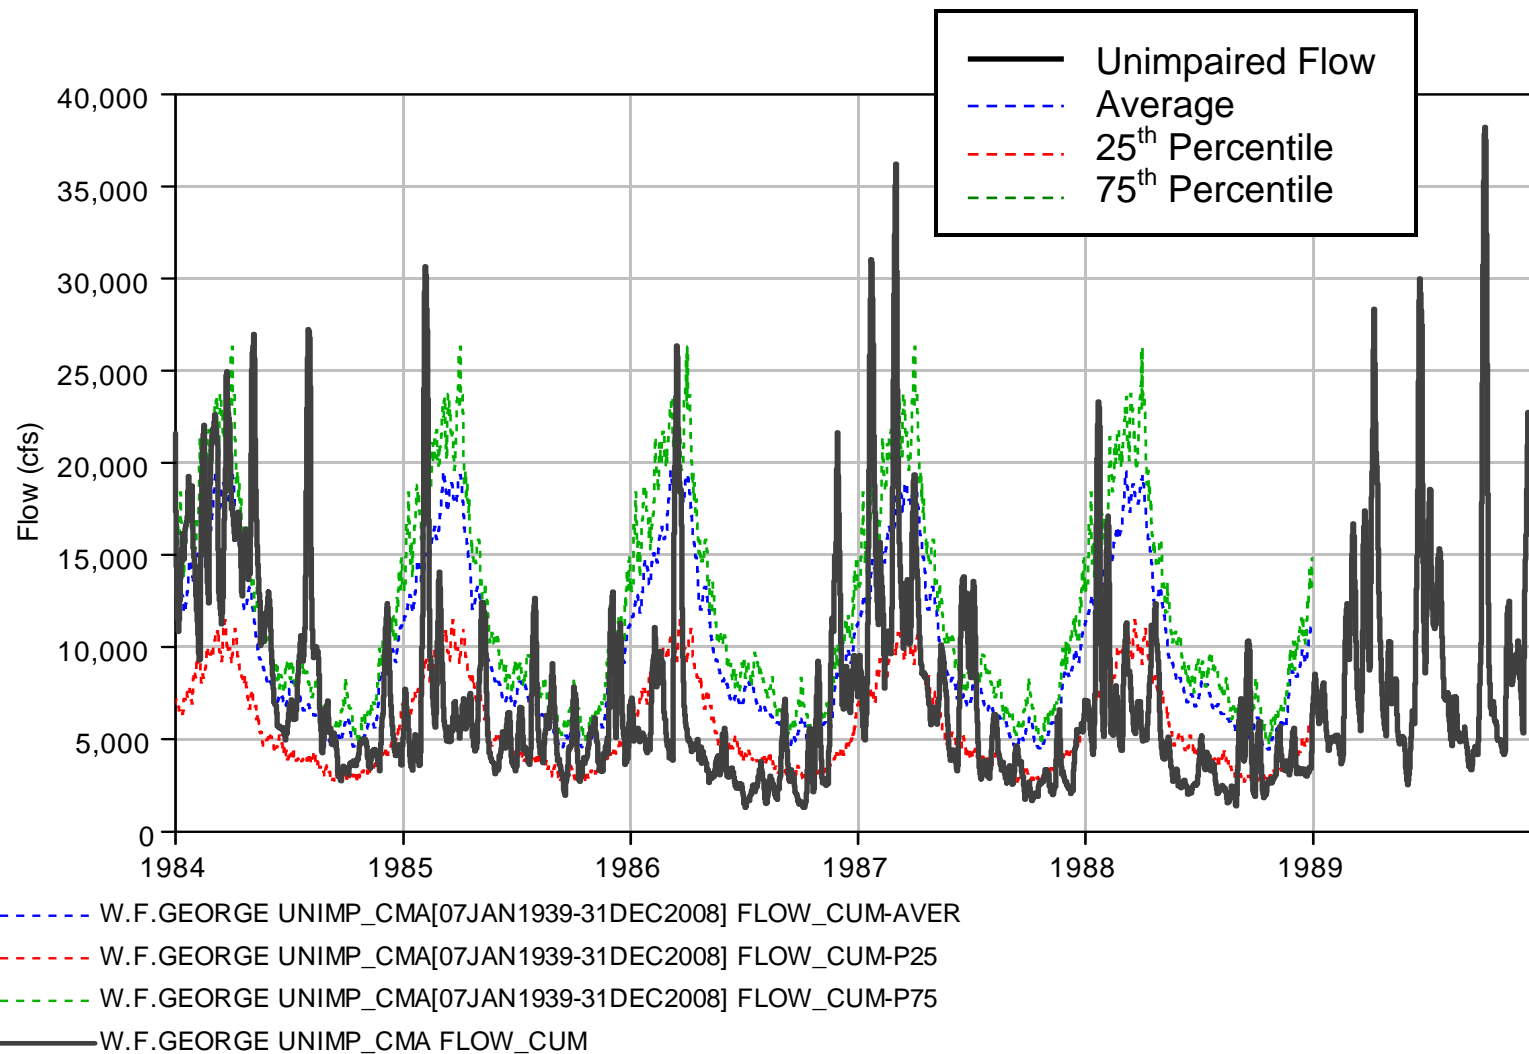 Unimpaired Flow
Average
25th Percentile
75th Percentile
40,000
35,000
30,000
25,000
20,000
15,000
10,000
5,000
0
Flow (cfs)
1984 1985 1986 1987 1988 1989
W.F.GEORGE UNIMP_CMA[07JAN1939-31DEC2008] FLOW_CUM-AVER
W.F.GEORGE UNIMP_CMA[07JAN1939-31DEC2008] FLOW_CUM-P25
W.F.GEORGE UNIMP_CMA[07JAN1939-31DEC2008] FLOW_CUM-P75
W.F.GEORGE UNIMP_CMA FLOW_CUM